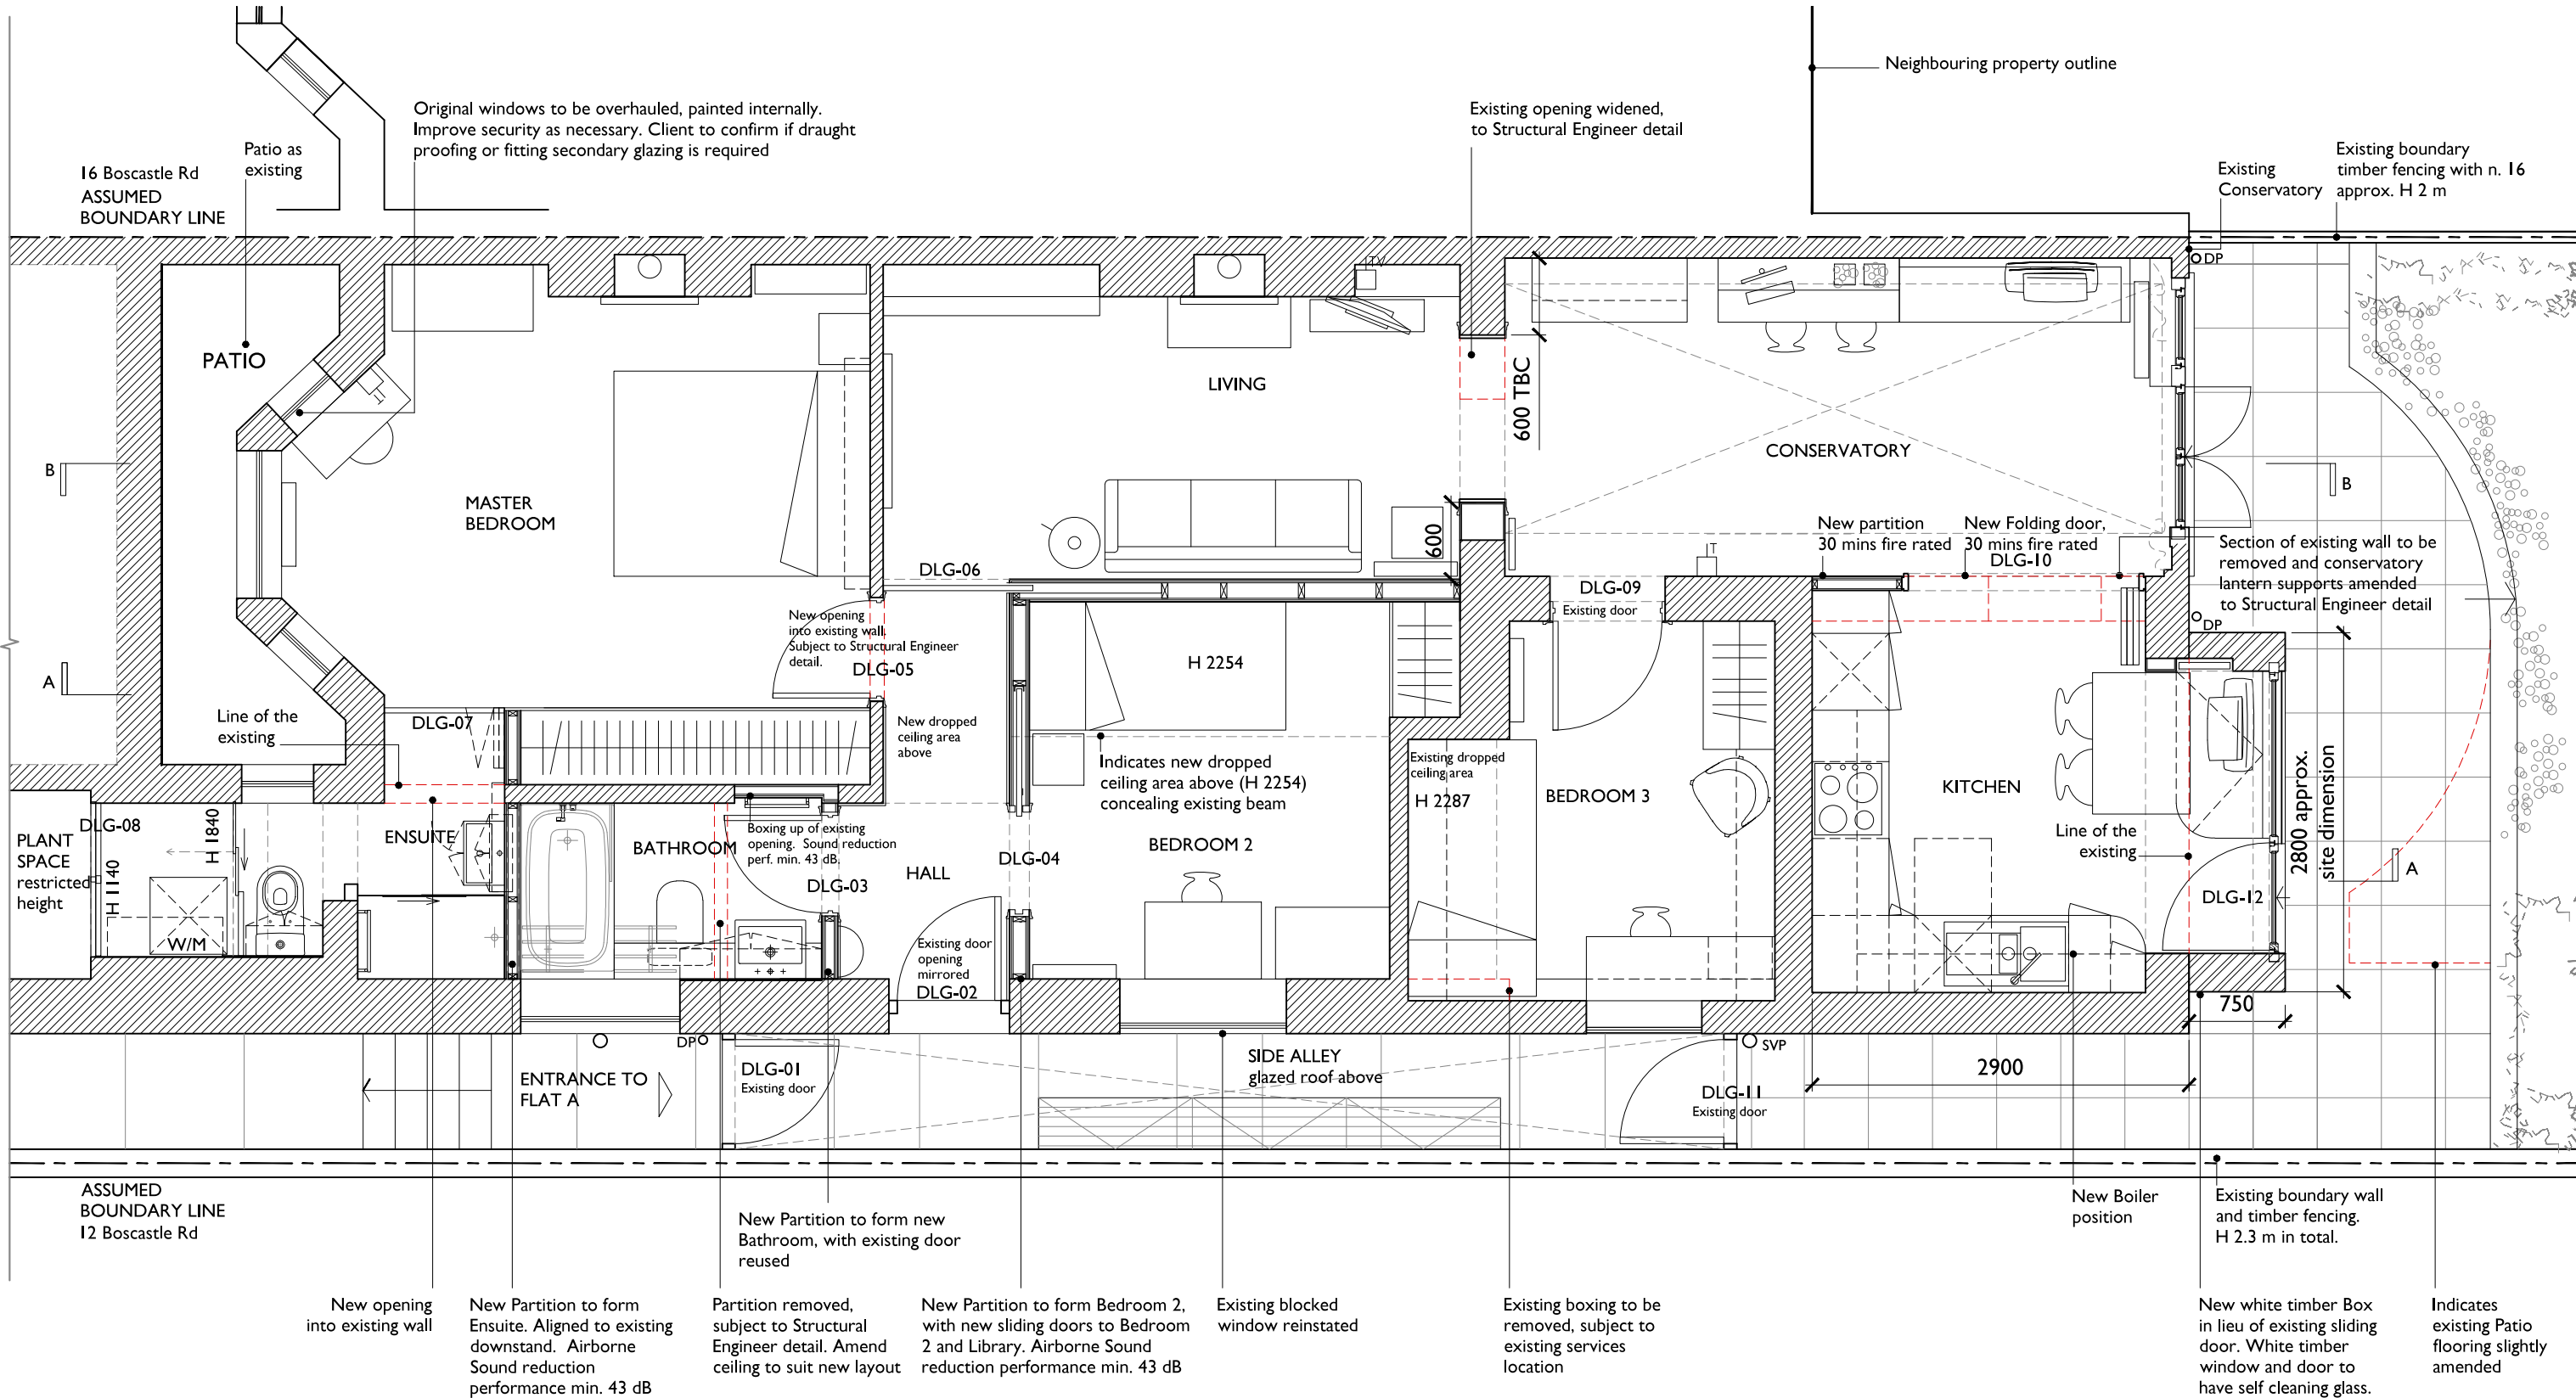 Neighbouring property outline
Original windows to be overhauled, painted internally.
Improve security as necessary. Client to confirm if draught
proofing or fitting secondary glazing is required
Existing opening widened,
to Structural Engineer detail
Patio as
existing
16 Boscastle Rd
ASSUMED
BOUNDARY LINE
Existing
Conservatory
Existing boundary
timber fencing with n. 16
approx. H 2 m
DP
TV
PATIO
LIVING
600 TBC
CONSERVATORY
B
B
MASTER
BEDROOM
600
New partition
30 mins fire rated
New Folding door,
30 mins fire rated
DLG-10
Section of existing wall to be
removed and conservatory
lantern supports amended
to Structural Engineer detail
T
DLG-06
DLG-09
Existing door
DP
New opening
into existing wall.
Subject to Structural Engineer
detail.
DLG-05
H 2254
A
Line of the
existing
DLG-07
New dropped
ceiling area
above
Indicates new dropped
ceiling area above (H 2254)
concealing existing beam
Existing dropped
ceiling area
H 2287
BEDROOM 3
KITCHEN
2800 approx.
site dimension
PLANT
SPACE
restricted
height
DLG-08
H 1140
H 1840
ENSUITE
W/M
BATHROOM
Boxing up of existing
opening. Sound reduction
perf. min. 43 dB.
DLG-03
HALL
DLG-04
BEDROOM 2
Line of the
existing
A
DLG-12
Existing door
opening
mirrored
DLG-02
750
DP
DLG-01
Existing door
ENTRANCE TO
FLAT A
SIDE ALLEY
glazed roof above
SVP
DLG-11
Existing door
2900
ASSUMED
BOUNDARY LINE
12 Boscastle Rd
New Partition to form new
Bathroom, with existing door
reused
New Boiler
position
Existing boundary wall
and timber fencing.
H 2.3 m in total.
New opening
into existing wall
New Partition to form
Ensuite. Aligned to existing
downstand. Airborne
Sound reduction
performance min. 43 dB
Partition removed,
subject to Structural
Engineer detail. Amend
ceiling to suit new layout
New Partition to form Bedroom 2,
with new sliding doors to Bedroom
2 and Library. Airborne Sound
reduction performance min. 43 dB
Existing blocked
window reinstated
Existing boxing to be
removed, subject to
existing services
location
New white timber Box
in lieu of existing sliding
door. White timber
window and door to
have self cleaning glass.
Indicates
existing Patio
flooring slightly
amended